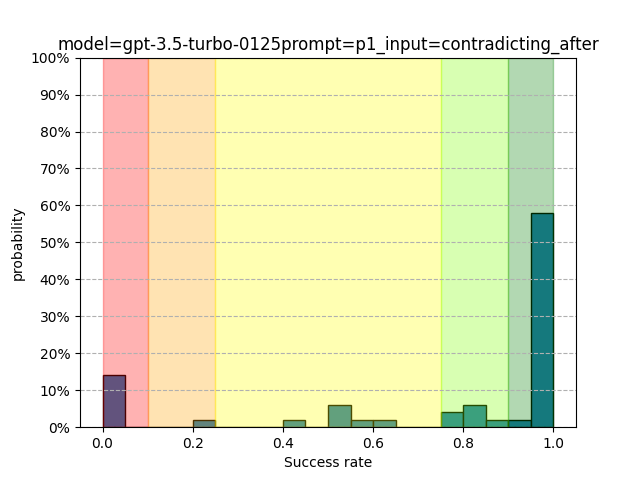 model=gpt-3.5-turbo-0125prompt=p1_input=contradicting_after
100%
90%
80%
70%
60%
50%
40%
30%
20%
10%
0%
probability
0.0 0.2 0.4 0.6 0.8 1.0
Success rate